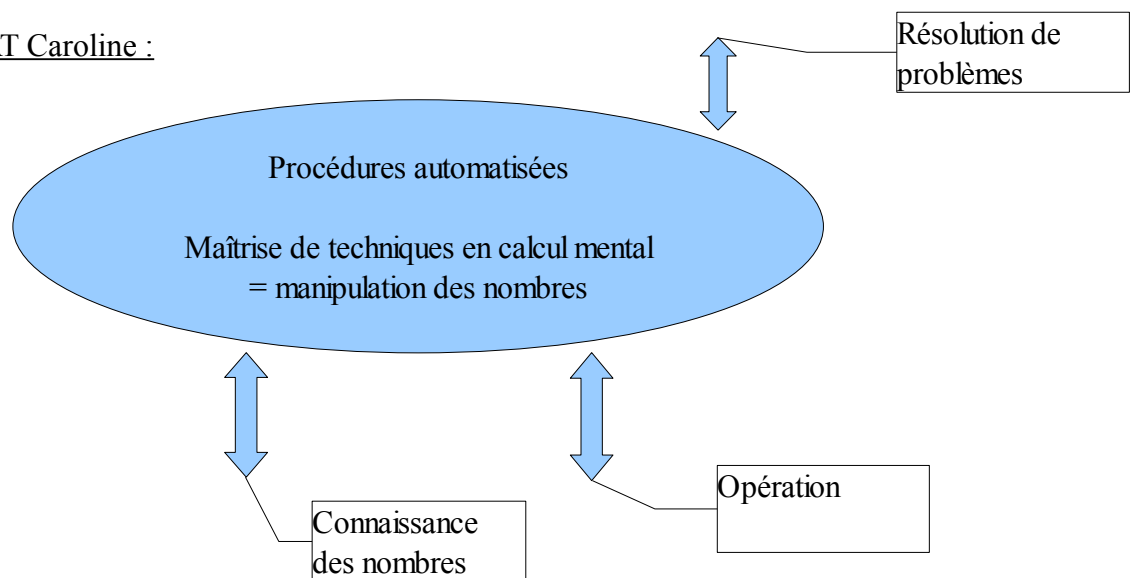 T Caroline :
Résolution de
problèmes
Procédures automatisées
Maîtrise de techniques en calcul mental
= manipulation des nombres
Opération
Connaissance
des nombres